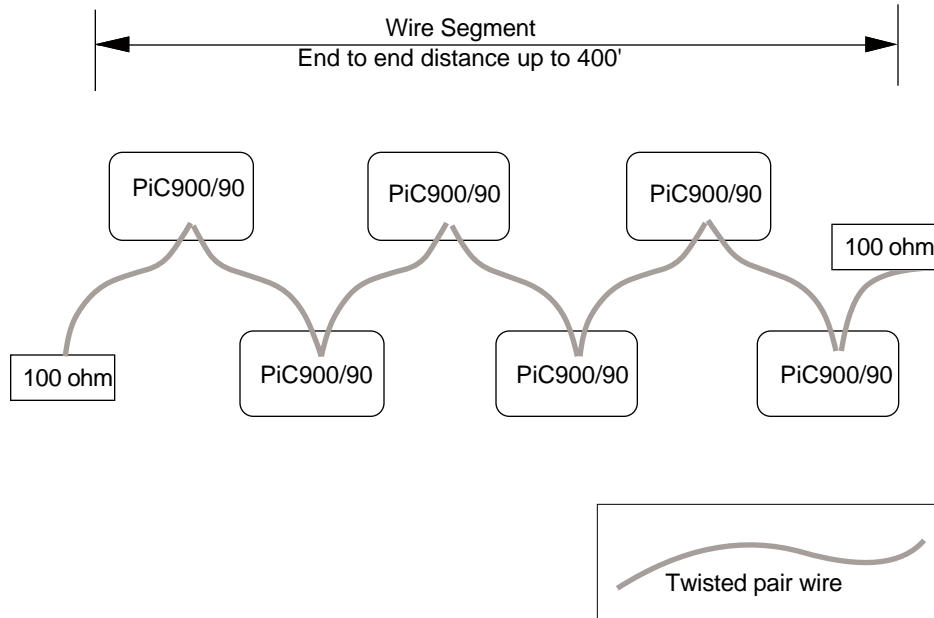 Wire Segment
End to end distance up to 400'
PiC900/90
PiC900/90
PiC900/90
100 ohm
100 ohm
PiC900/90
PiC900/90
PiC900/90
Twisted pair wire